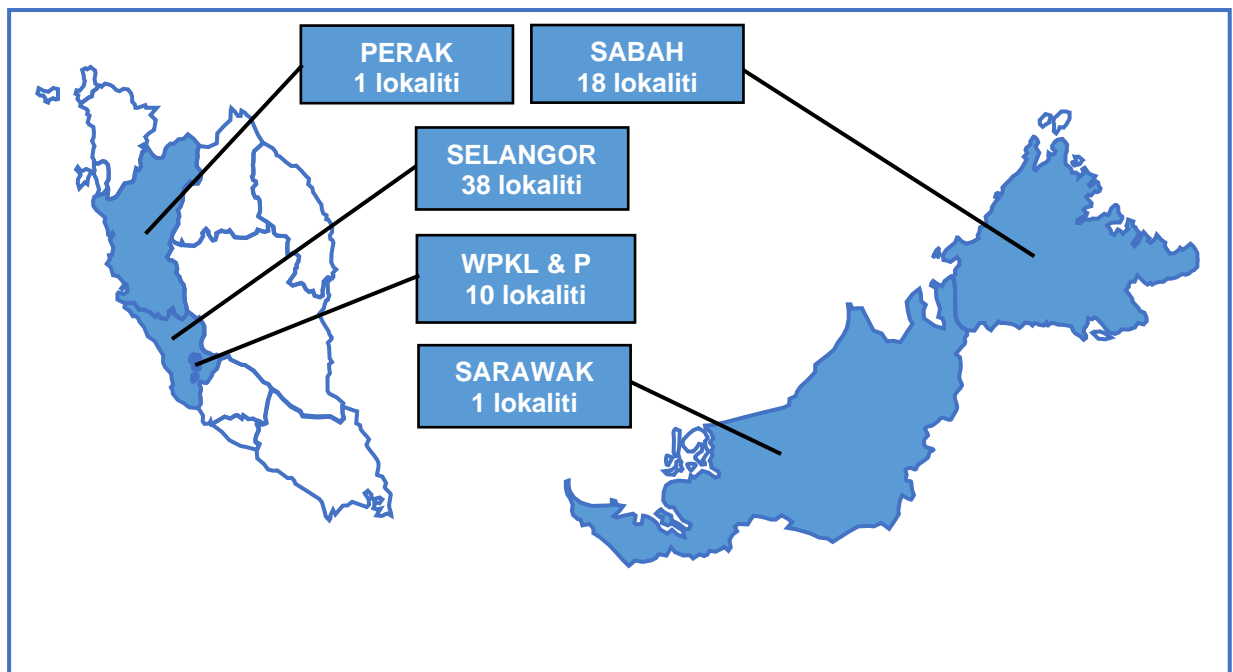 PERAK
1 lokaliti
SABAH
18 lokaliti
SELANGOR
38 lokaliti
WPKL & P
10 lokaliti
SARAWAK
1 lokaliti